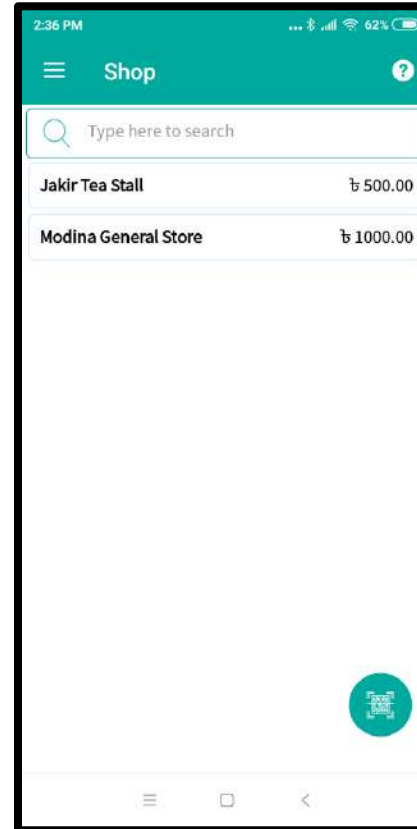 2:36 PM ... 62%
Shop ?
Type here to search
Jakir Tea Stall ৳ 500.00
Modina General Store ৳ 1000.00